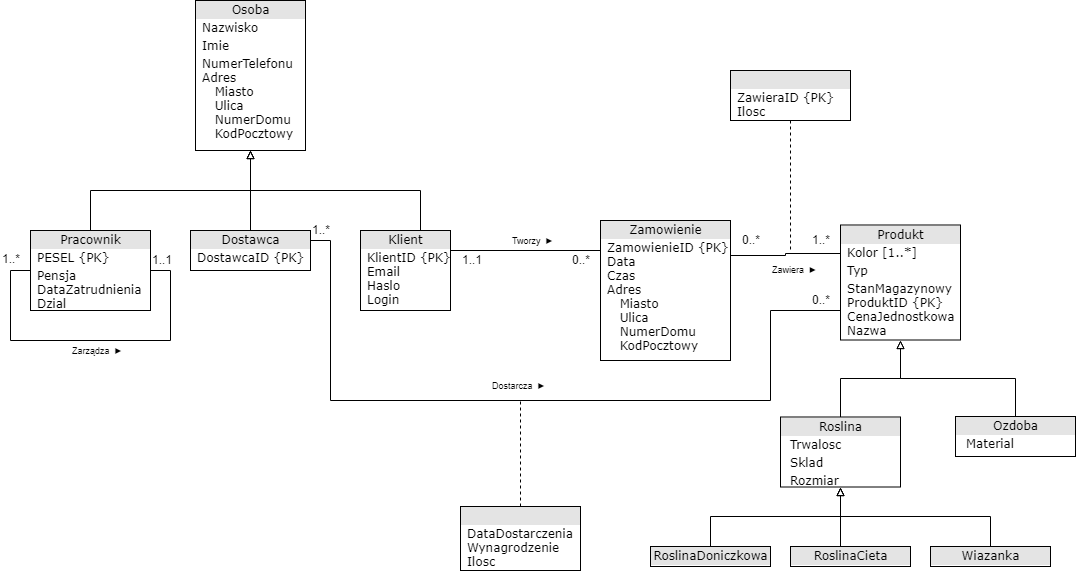 Osoba
Nazwisko
Imie
NumerTelefonu
Adres
Miasto
Ulica
NumerDomu
KodPocztowy
ZawieraID {PK}
Ilosc
Pracownik
PESEL {PK}
Pensja
DataZatrudnienia
Dzial
1..*
1..1
Zarządza ►
Dostawca
DostawcaID {PK}
1..*
Klient
KlientID {PK}
Email
Haslo
Login
Tworzy ►
1..1
0..*
Zamowienie
ZamowienieID {PK}
Data
Czas
Adres
Miasto
Ulica
NumerDomu
KodPocztowy
0..*
1..*
Zawiera ►
0..*
Produkt
Kolor [1..*]
Typ
StanMagazynowy
ProduktID {PK}
CenaJednostkowa
Nazwa
Dostarcza ►
Roslina
Trwalosc
Sklad
Rozmiar
Ozdoba
Material
DataDostarczenia
Wynagrodzenie
Ilosc
RoslinaDoniczkowa
RoslinaCieta
Wiazanka